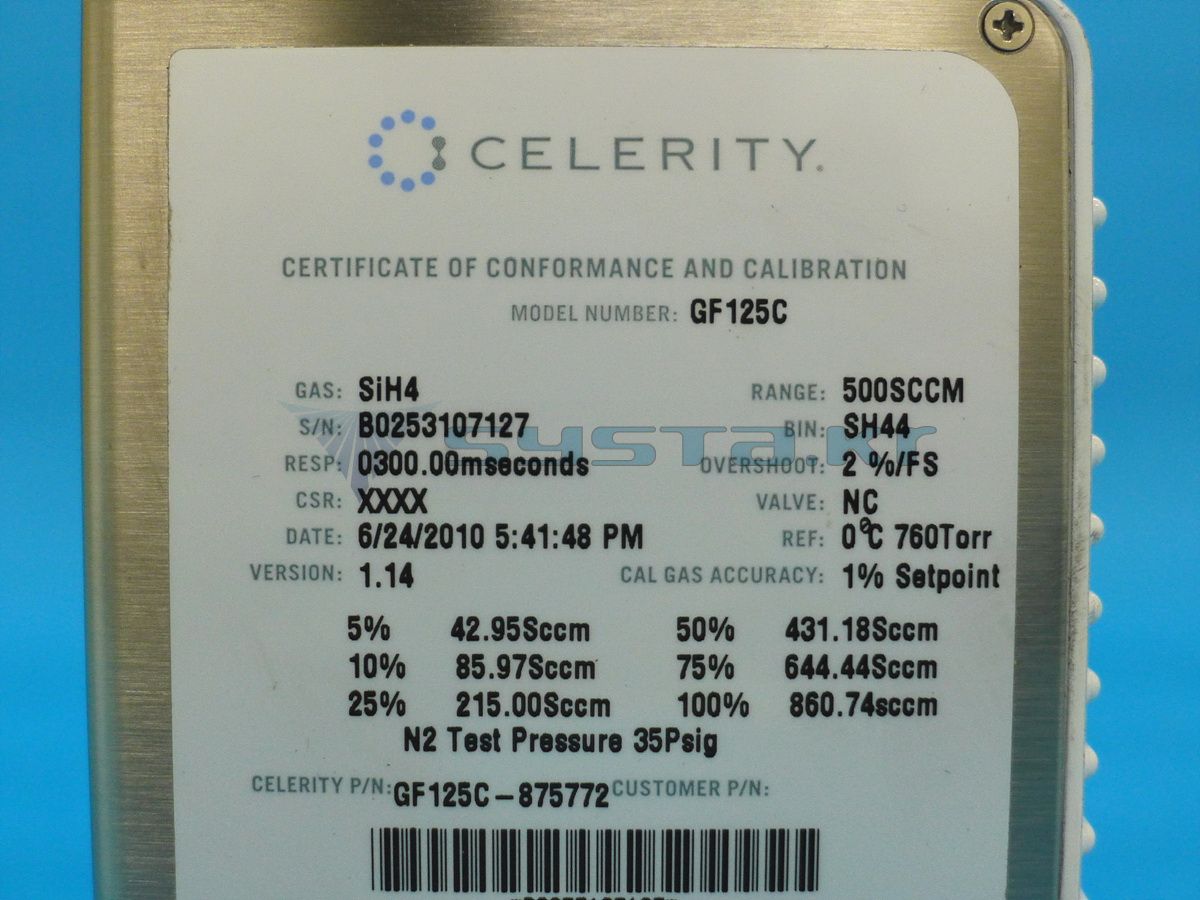 CELERITY.
CERTIFICATE OF CONFORMANCE AND CALIBRATION
MODEL NUMBER: GF125C
GAS: SiH4 RANGE: 500SCCM
S/N: B0253107127 BIN: SH44
systa.kr
RESP: 0300.00mseconds OVERSHOOT: 2 %/FS
CSR: XXXX VALVE: NC
DATE: 6/24/2010 5:41:48 PM REF: 0°C 760Torr
VERSION: 1.14 CAL GAS ACCURACY: 1% Setpoint
5% 42.95Sccm 50% 431.18Sccm
10% 85.97Sccm 75% 644.44Sccm
25% 215.00Sccm 100% 860.74sccm
N2 Test Pressure 35Psig
CELERITY P/N: GF125C-875772 CUSTOMER P/N: